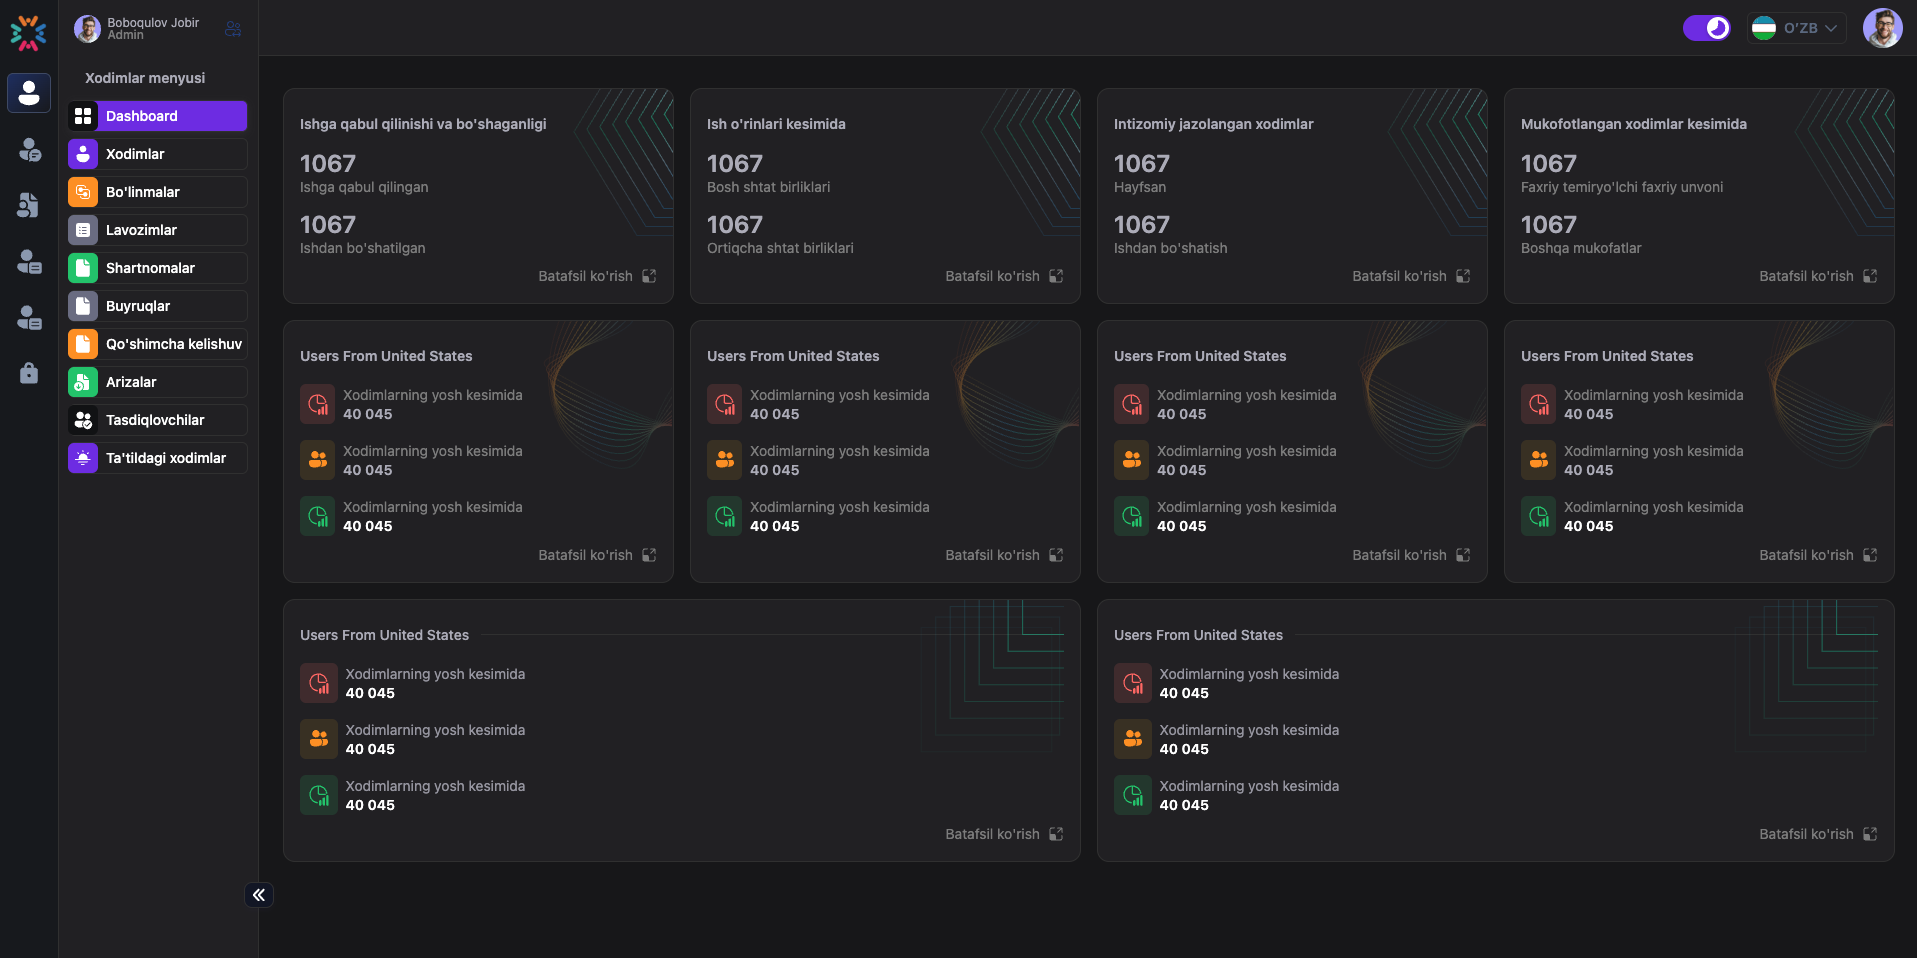 Boboqulov Jobir
Admin
O'ZB
Xodimlar menyusi
Dashboard
Xodimlar
Bo'linmalar
Lavozimlar
Shartnomalar
Buyruqlar
Qo'shimcha kelishuv
Arizalar
Tasdiqlovchilar
Ta'tildagi xodimlar
Ishga qabul qilinishi va bo'shaganligi
1067
Ishga qabul qilingan
1067
Ishdan bo'shatilgan
Batafsil ko'rish
Ish o'rinlari kesimida
1067
Bosh shtat birliklari
1067
Ortiqcha shtat birliklari
Batafsil ko'rish
Intizomiy jazolangan xodimlar
1067
Hayfsan
1067
Ishdan bo'shatish
Batafsil ko'rish
Mukofotlangan xodimlar kesimida
1067
Faxriy temiryo'lchi faxriy unvoni
1067
Boshqa mukofatlar
Batafsil ko'rish
Users From United States
Xodimlarning yosh kesimida
40 045
Xodimlarning yosh kesimida
40 045
Xodimlarning yosh kesimida
40 045
Batafsil ko'rish
Users From United States
Xodimlarning yosh kesimida
40 045
Xodimlarning yosh kesimida
40 045
Xodimlarning yosh kesimida
40 045
Batafsil ko'rish
Users From United States
Xodimlarning yosh kesimida
40 045
Xodimlarning yosh kesimida
40 045
Xodimlarning yosh kesimida
40 045
Batafsil ko'rish
Users From United States
Xodimlarning yosh kesimida
40 045
Xodimlarning yosh kesimida
40 045
Xodimlarning yosh kesimida
40 045
Batafsil ko'rish
Users From United States
Xodimlarning yosh kesimida
40 045
Xodimlarning yosh kesimida
40 045
Xodimlarning yosh kesimida
40 045
Batafsil ko'rish
Users From United States
Xodimlarning yosh kesimida
40 045
Xodimlarning yosh kesimida
40 045
Xodimlarning yosh kesimida
40 045
Batafsil ko'rish